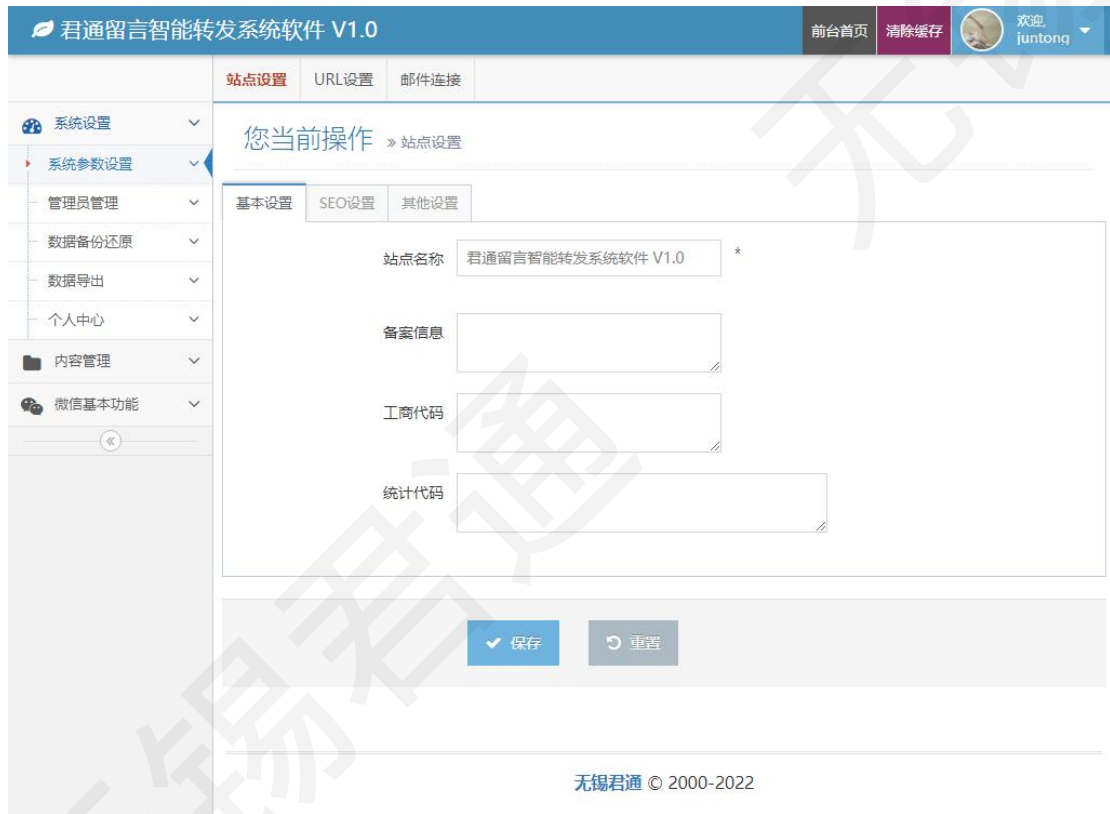 君通留言智能转发系统软件 V1.0
前台首页 清除缓存 欢迎,
juntong
站点设置 URL设置 邮件连接
系统设置
系统参数设置
管理员管理
数据备份还原
数据导出
个人中心
内容管理
微信基本功能
您当前操作 » 站点设置
基本设置 SEO设置 其他设置
站点名称 君通留言智能转发系统软件 V1.0 *
备案信息
工商代码
统计代码
保存 重置
无锡君通 © 2000-2022
无锡君通
无锡